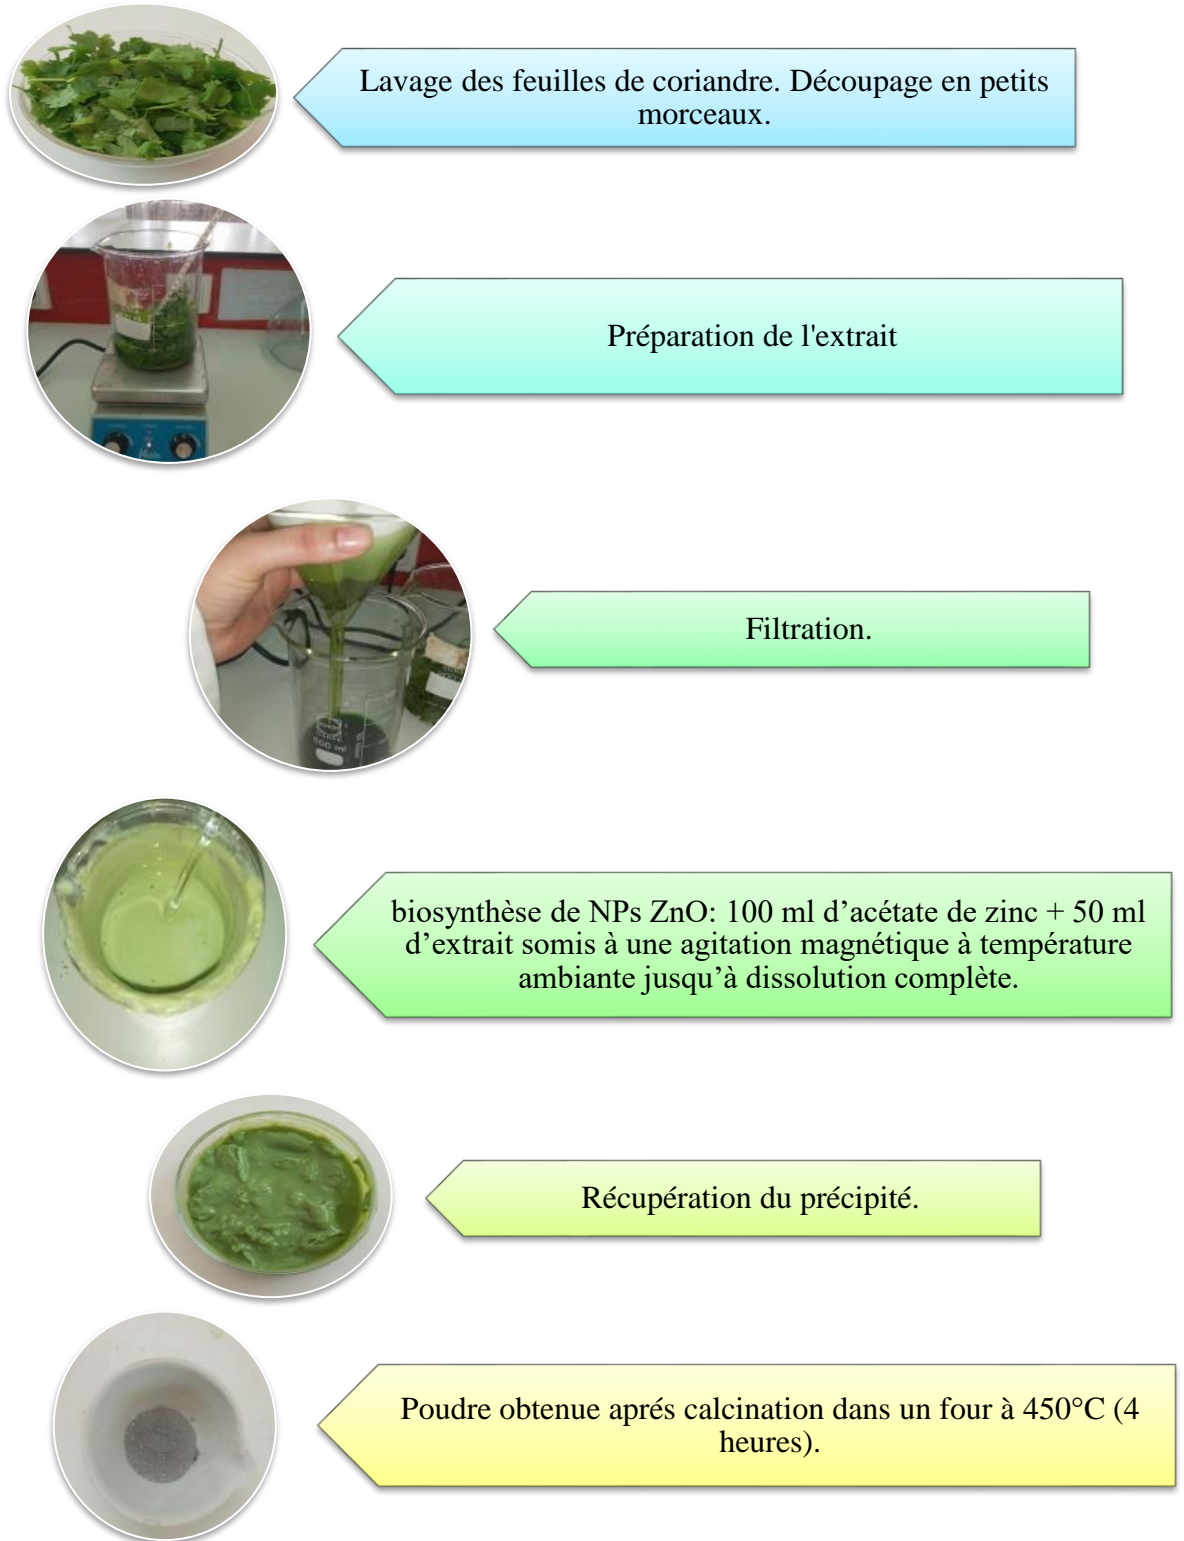 Lavage des feuilles de coriandre. Découpage en petits
morceaux.
Préparation de l'extrait
Filtration.
biosynthèse de NPs ZnO: 100 ml d’acétate de zinc + 50 ml
d’extrait somis à une agitation magnétique à température
ambiante jusqu’à dissolution complète.
Récupération du précipité.
Poudre obtenue aprés calcination dans un four à 450°C (4
heures).